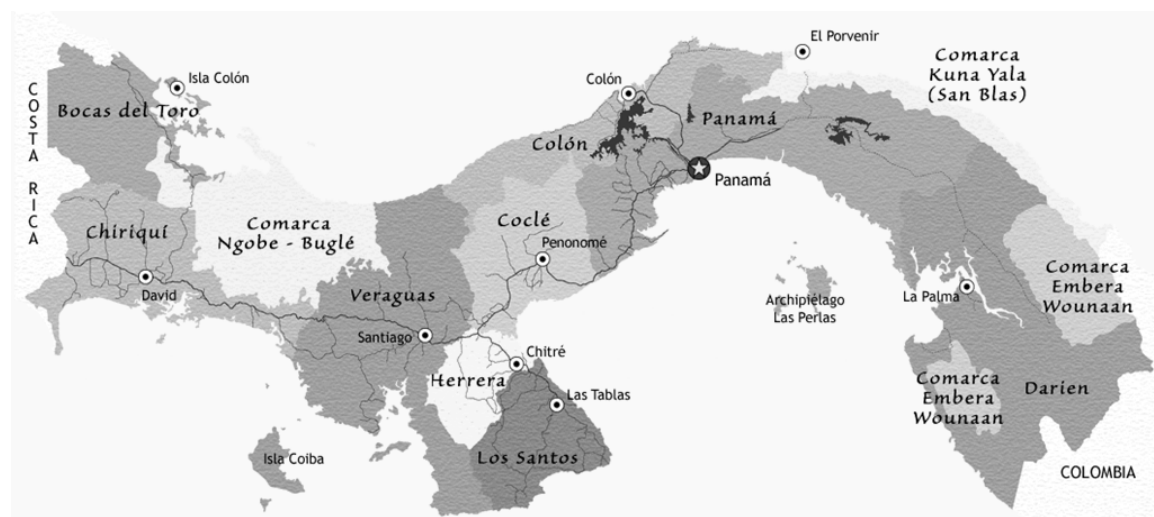 El Porvenir
Comarca
Kuna Yala
(San Blas)
Isla Colón
Colón
COSTA RICA
Bocas del Toro
Panamá
Colón
Panamá
Chiriquí
Comarca
Ngobe - Buglé
Coclé
Penonomé
Comarca
Embera
Wounaan
David
Veraguas
La Palma
Archipiélago
Las Perlas
Santiago
Chitré
Herrera
Las Tablas
Comarca
Embera
Wounaan
Darien
Isla Coiba
Los Santos
COLOMBIA